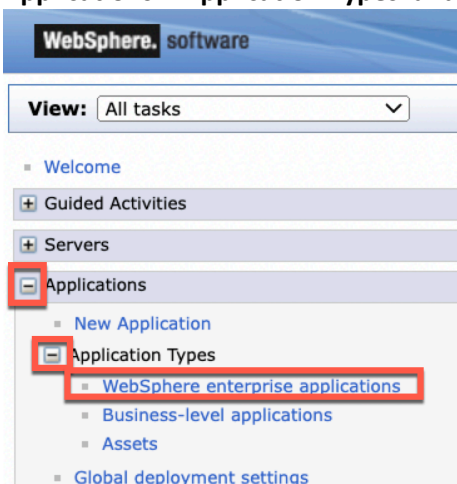 WebSphere. software
View: All tasks
Welcome
Guided Activities
Servers
Applications
New Application
Application Types
WebSphere enterprise applications
Business-level applications
Assets
Global deployment settings